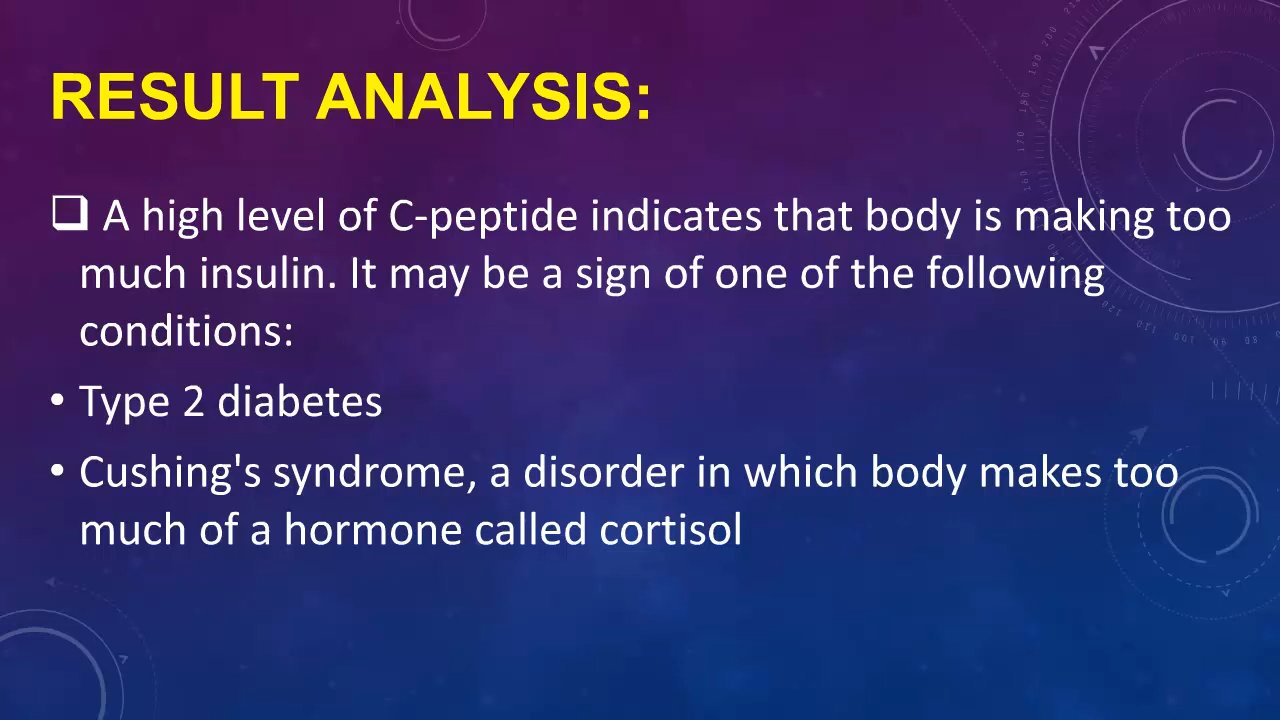 RESULT ANALYSIS:
❑ A high level of C-peptide indicates that body is making too
much insulin. It may be a sign of one of the following
conditions:
• Type 2 diabetes
• Cushing's syndrome, a disorder in which body makes too
much of a hormone called cortisol